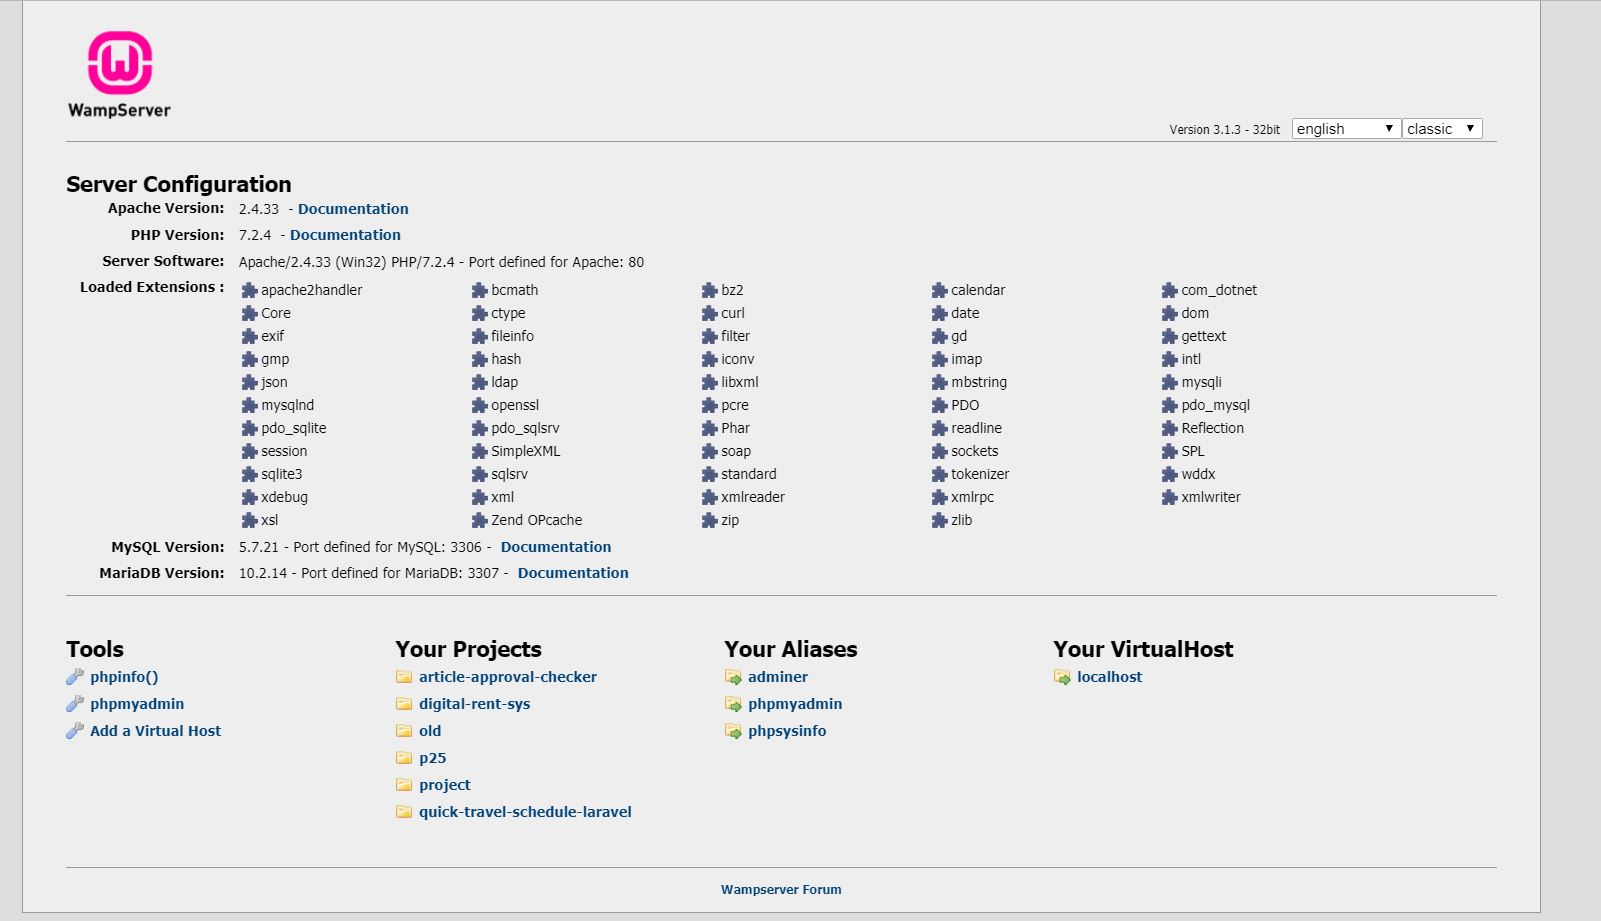 WampServer
Version 3.1.3 - 32bit english classic
Server Configuration
Apache Version: 2.4.33 - Documentation
PHP Version: 7.2.4 - Documentation
Server Software: Apache/2.4.33 (Win32) PHP/7.2.4 - Port defined for Apache: 80
Loaded Extensions : apache2handler bcmath bz2 calendar com_dotnet
Core ctype curl date dom
exif fileinfo filter gd gettext
gmp hash iconv imap intl
json ldap libxml mbstring mysqli
mysqlnd openssl pcre PDO pdo_mysql
pdo_sqlite pdo_sqlsrv Phar readline Reflection
session SimpleXML soap sockets SPL
sqlite3 sqlsrv standard tokenizer wddx
xdebug xml xmlreader xmlrpc xmlwriter
xsl Zend OPcache zip zlib
MySQL Version: 5.7.21 - Port defined for MySQL: 3306 - Documentation
MariaDB Version: 10.2.14 - Port defined for MariaDB: 3307 - Documentation
Tools
phpinfo()
phpmyadmin
Add a Virtual Host
Your Projects
article-approval-checker
digital-rent-sys
old
p25
project
quick-travel-schedule-laravel
Your Aliases
adminer
phpmyadmin
phpsysinfo
Your VirtualHost
localhost
Wampserver Forum